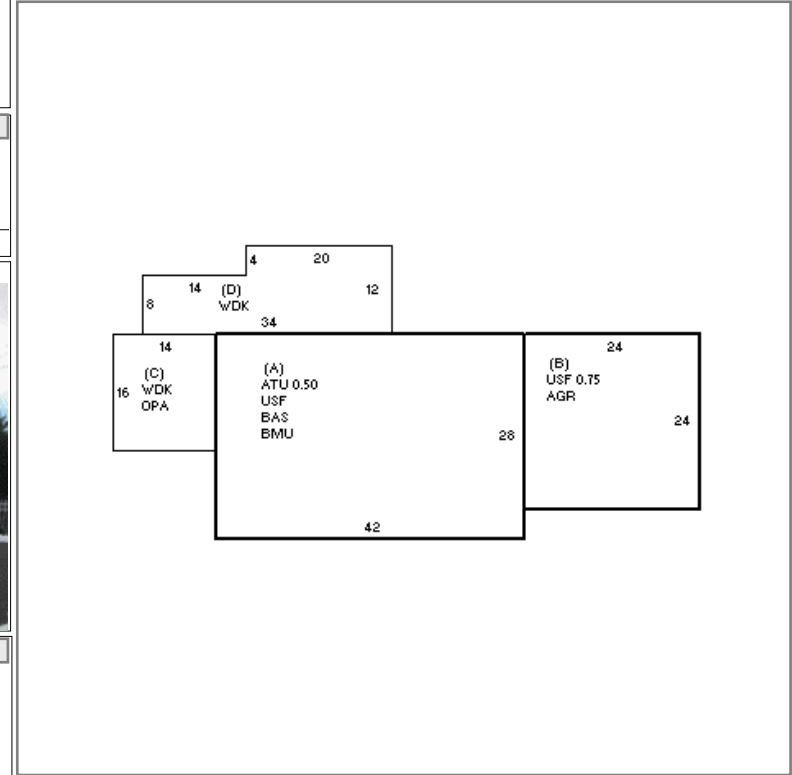 4
20
14
(D)
WDK
8
12
34
14
16
(C)
WDK
OPA
(A)
ATU 0.50
USF
BAS
BMU
28
42
24
(B)
USF 0.75
AGR
24